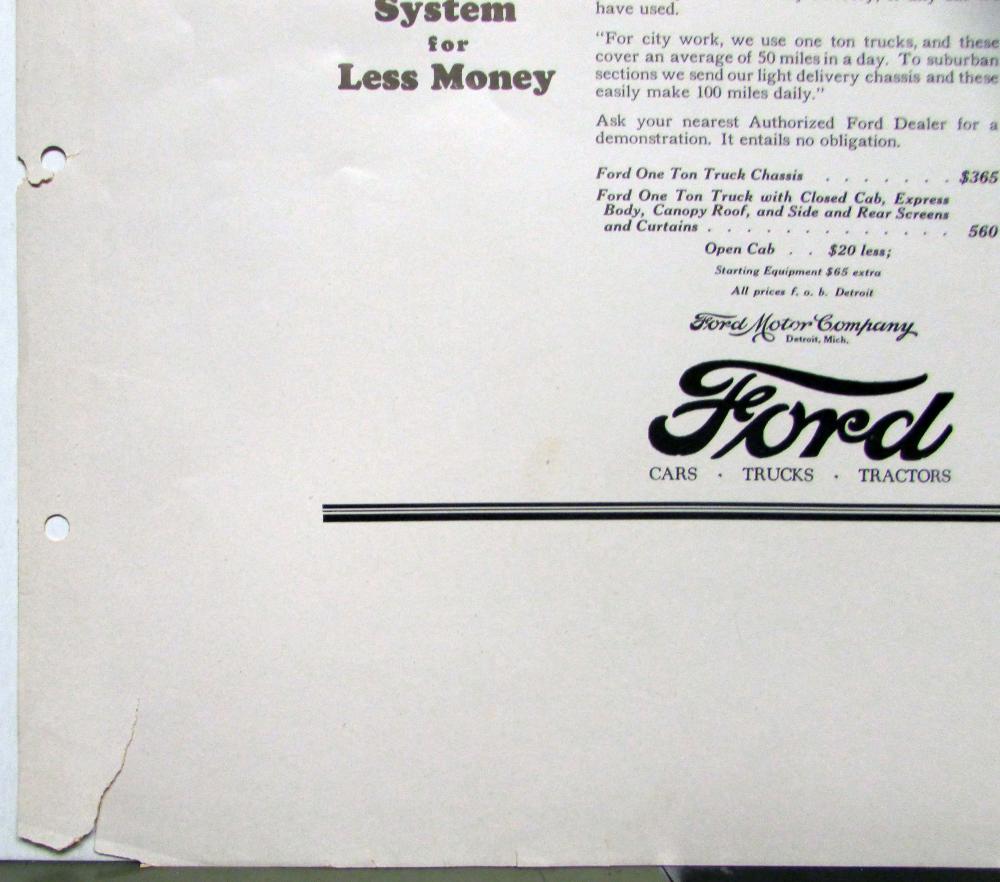 System
for
Less Money
have used.
“For city work, we use one ton trucks, and these
cover an average of 50 miles in a day. To suburban
sections we send our light delivery chassis and these
easily make 100 miles daily.”
Ask your nearest Authorized Ford Dealer for a
demonstration. It entails no obligation.
Ford One Ton Truck Chassis . . . . . . . $365
Ford One Ton Truck with Closed Cab, Express
Body, Canopy Roof, and Side and Rear Screens
and Curtains . . . . . . . . . . . . . 560
Open Cab . . $20 less;
Starting Equipment $65 extra
All prices f. o. b. Detroit
Ford Motor Company
Detroit, Mich.
Ford
CARS · TRUCKS · TRACTORS